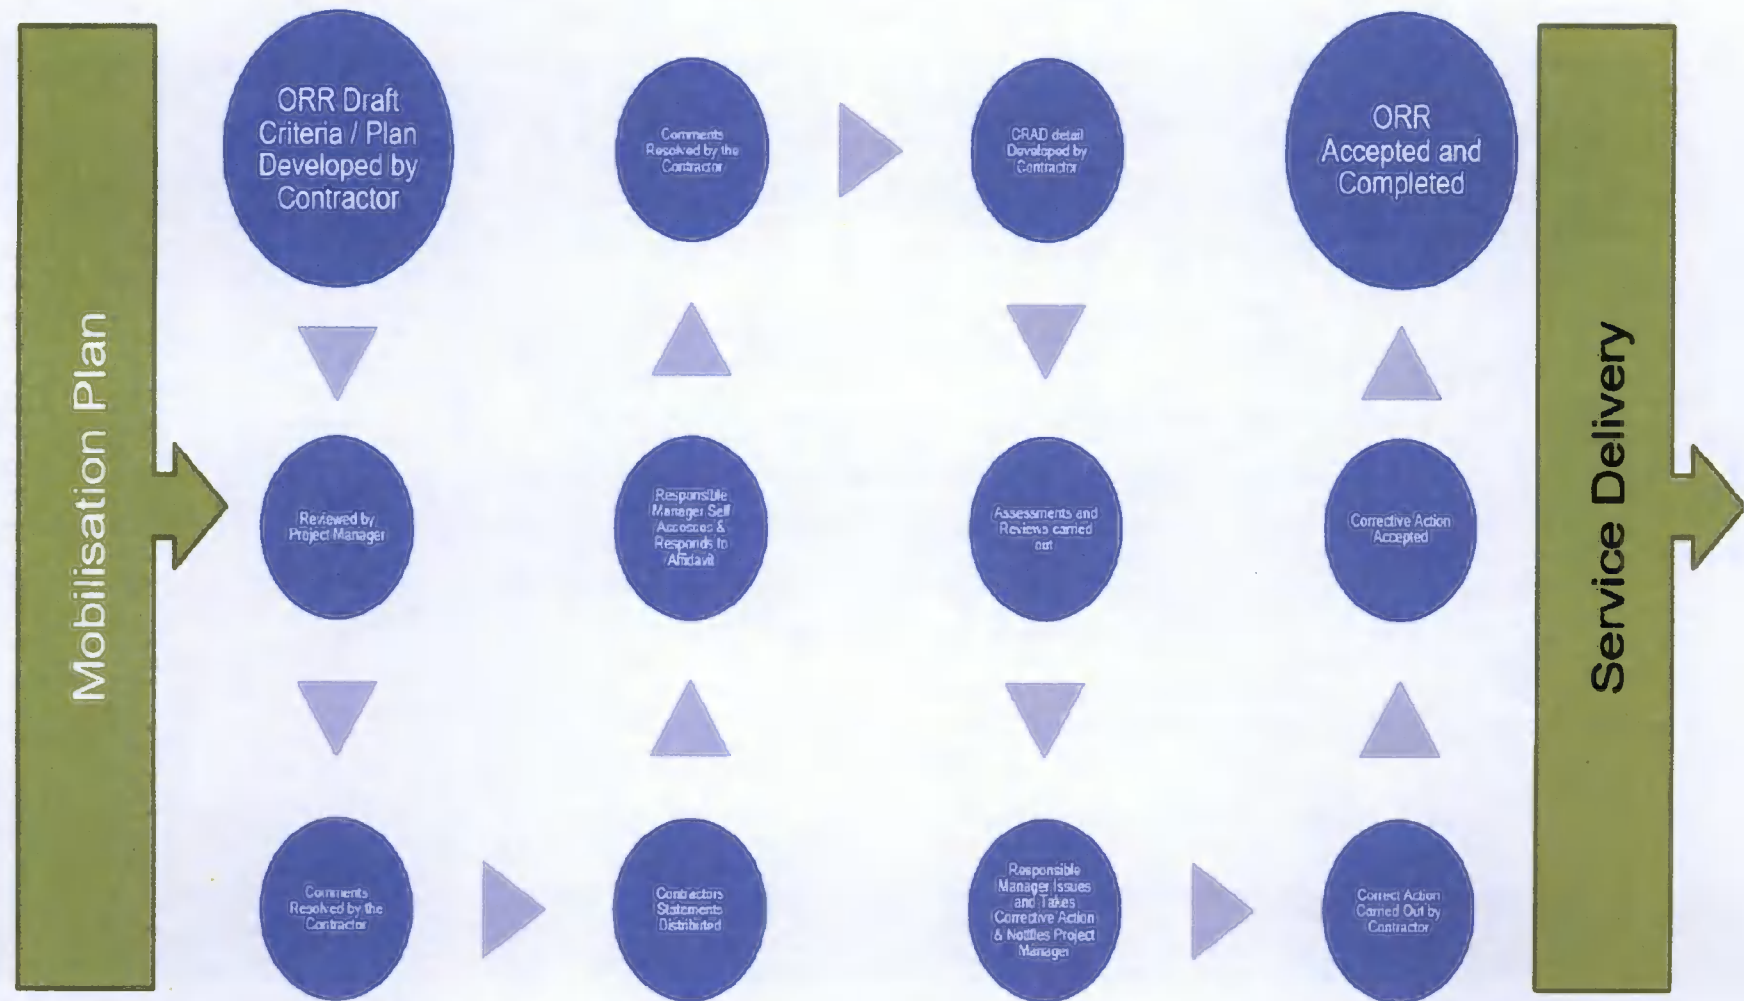 Mobilisation Plan
ORR Draft
Criteria / Plan
Developed by
Contractor
Reviewed by
Project Manager
Comments
Resolved by the
Contractor
Contractors
Statements
Distributed
Responsible
Manager Self
Assesses &
Responds to
Affidavit
Comments
Resolved by the
Contractor
CRAD detail
Developed by
Contractor
Assessments and
Reviews carried
out
Responsible
Manager Issues
and Takes
Corrective Action
& Notifies Project
Manager
Correct Action
Carried Out by
Contractor
Corrective Action
Accepted
ORR
Accepted and
Completed
Service Delivery